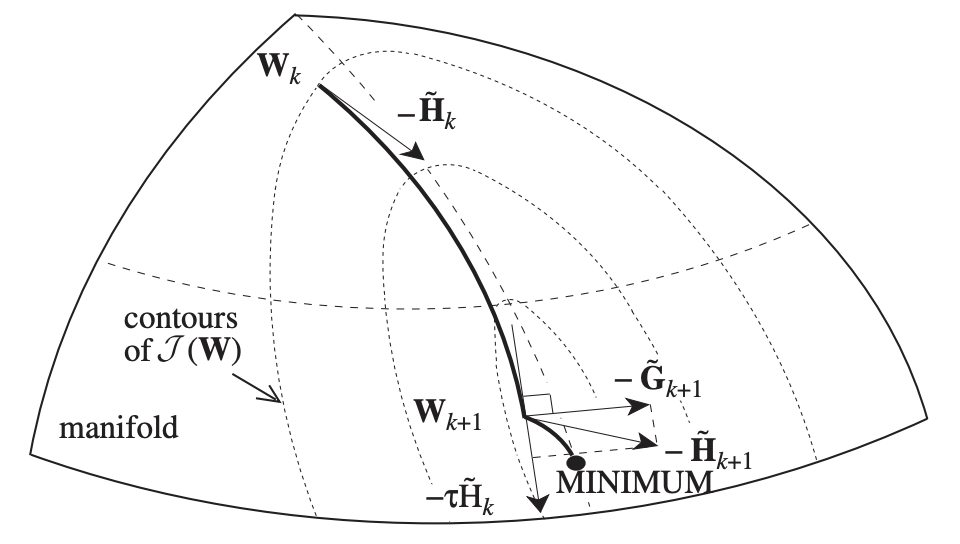 W_k
−H̃_k
contours
of 𝒥(W)
−G̃_{k+1}
W_{k+1}
manifold
−H̃_{k+1}
MINIMUM
−τH̃_k